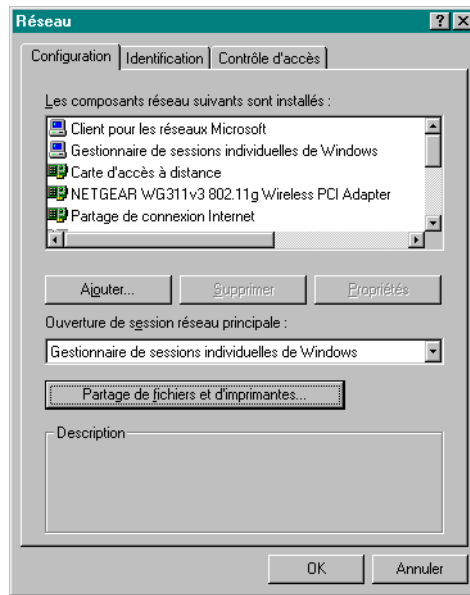 Réseau
Configuration Identification Contrôle d'accès
Les composants réseau suivants sont installés :
Client pour les réseaux Microsoft
Gestionnaire de sessions individuelles de Windows
Carte d'accès à distance
NETGEAR WG311v3 802.11g Wireless PCI Adapter
Partage de connexion Internet
Ajouter... Supprimer Propriétés
Ouverture de session réseau principale :
Gestionnaire de sessions individuelles de Windows
Partage de fichiers et d'imprimantes...
Description
OK Annuler